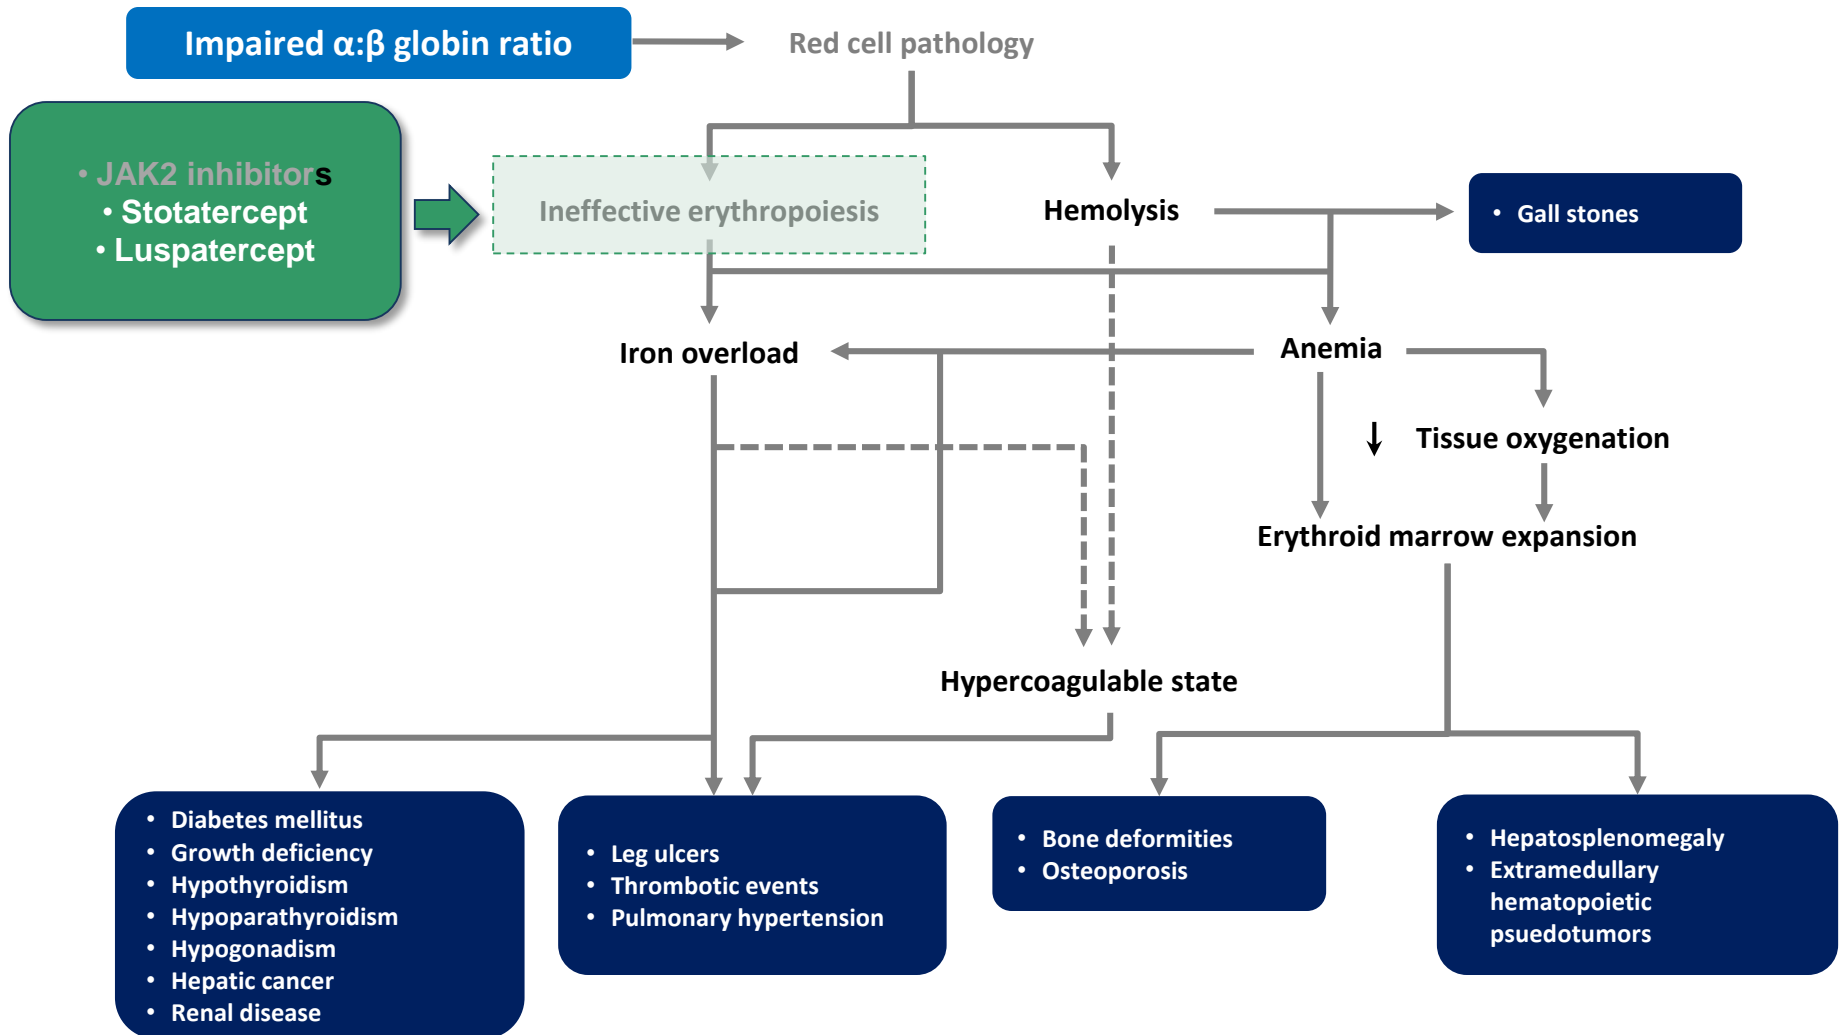 Impaired α:β globin ratio
Red cell pathology
• JAK2 inhibitors
• Stotatercept
• Luspatercept
Ineffective erythropoiesis
Hemolysis
• Gall stones
Iron overload
Anemia
↓ Tissue oxygenation
Erythroid marrow expansion
Hypercoagulable state
• Diabetes mellitus
• Growth deficiency
• Hypothyroidism
• Hypoparathyroidism
• Hypogonadism
• Hepatic cancer
• Renal disease
• Leg ulcers
• Thrombotic events
• Pulmonary hypertension
• Bone deformities
• Osteoporosis
• Hepatosplenomegaly
• Extramedullary
hematopoietic
psuedotumors